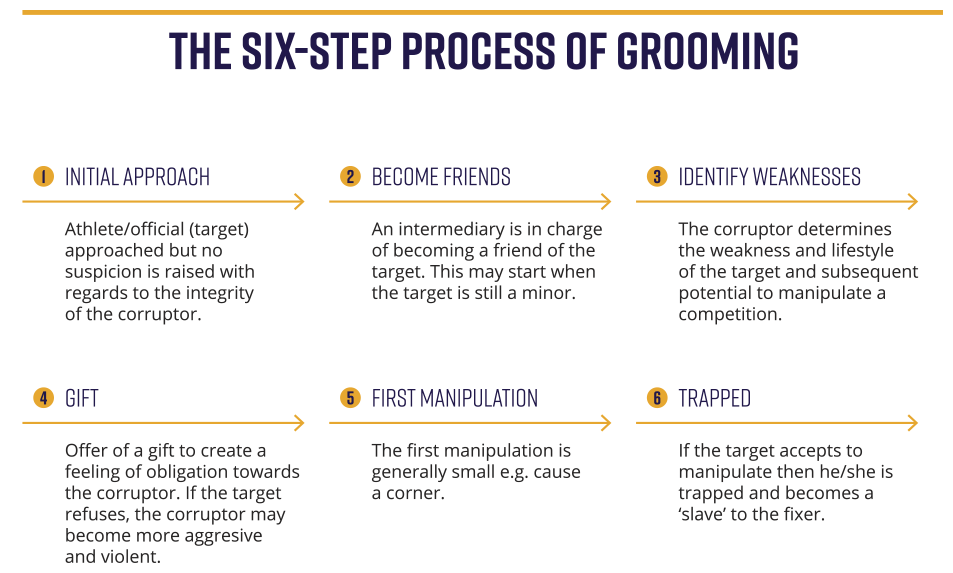 THE SIX-STEP PROCESS OF GROOMING
1 INITIAL APPROACH
Athlete/official (target)
approached but no
suspicion is raised with
regards to the integrity
of the corruptor.
2 BECOME FRIENDS
An intermediary is in charge
of becoming a friend of the
target. This may start when
the target is still a minor.
3 IDENTIFY WEAKNESSES
The corruptor determines
the weakness and lifestyle
of the target and subsequent
potential to manipulate a
competition.
4 GIFT
Offer of a gift to create a
feeling of obligation towards
the corruptor. If the target
refuses, the corruptor may
become more aggresive
and violent.
5 FIRST MANIPULATION
The first manipulation is
generally small e.g. cause
a corner.
6 TRAPPED
If the target accepts to
manipulate then he/she is
trapped and becomes a
‘slave’ to the fixer.